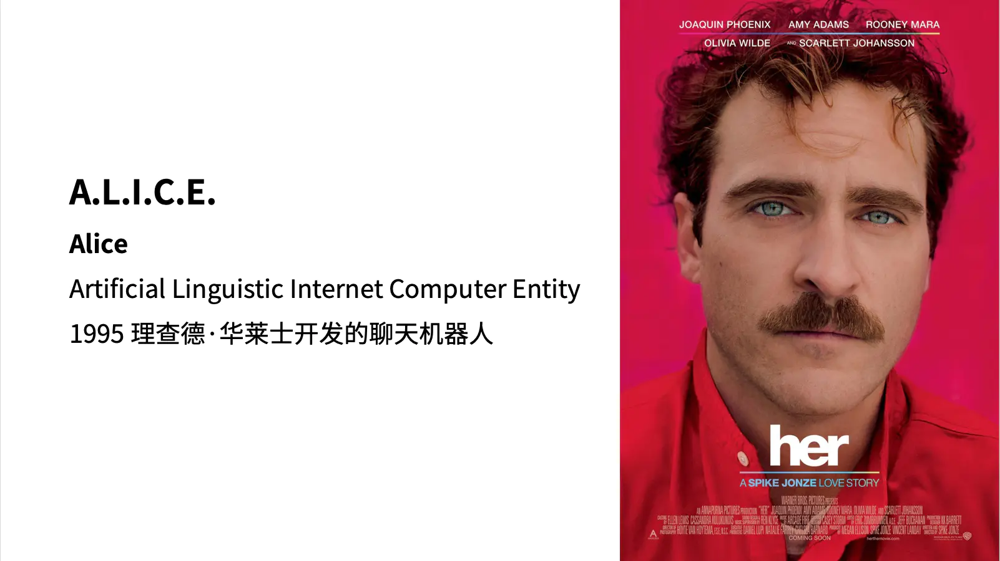 A.L.I.C.E.
Alice
Artificial Linguistic Internet Computer Entity
1995 理查德·华莱士开发的聊天机器人
JOAQUIN PHOENIX AMY ADAMS ROONEY MARA
OLIVIA WILDE AND SCARLETT JOHANSSON
her
A SPIKE JONZE LOVE STORY
WARNER BROS. PICTURES PRESENTS
AN ANNAPURNA PICTURES PRODUCTION "HER" JOAQUIN PHOENIX AMY ADAMS ROONEY MARA OLIVIA WILDE AND SCARLETT JOHANSSON
COMING SOON
herthemovie.com